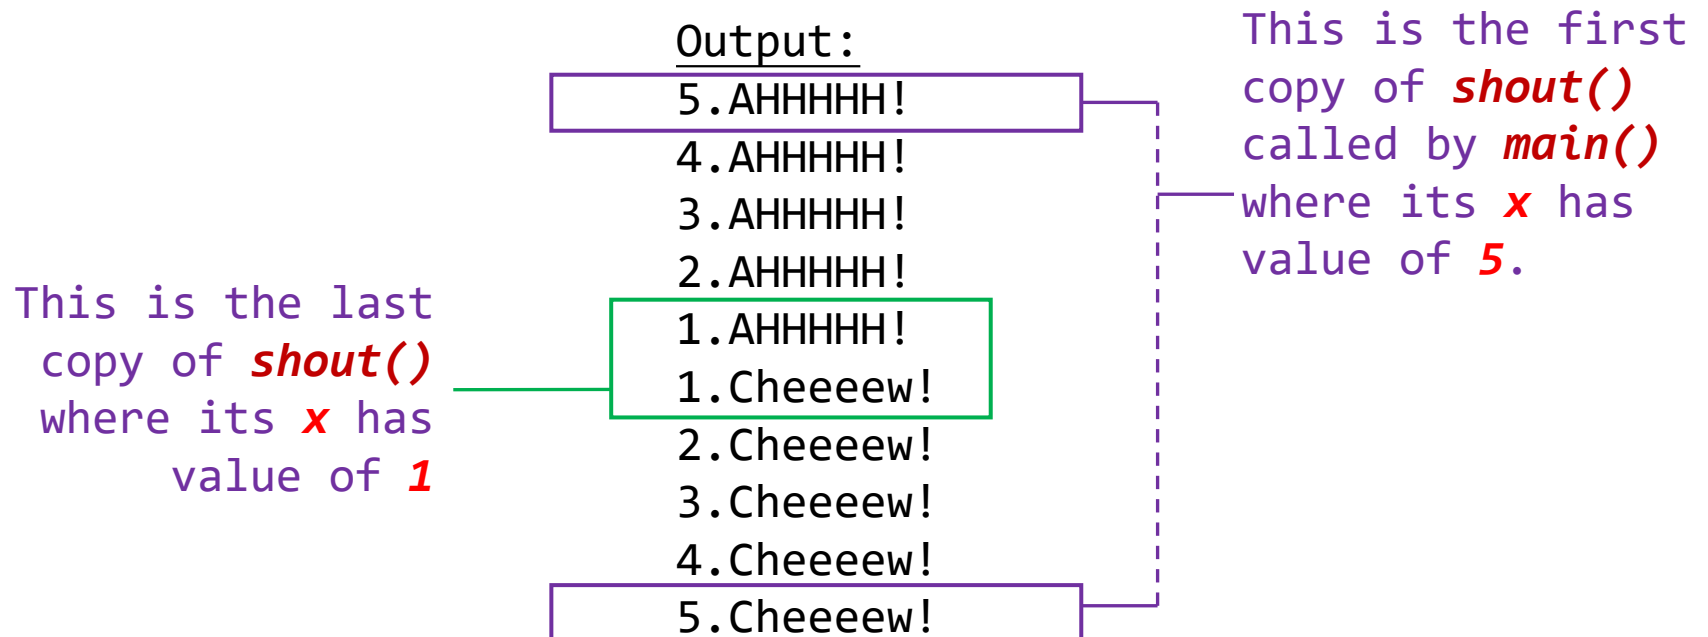 Output:
5.AHHHHH!
4.AHHHHH!
3.AHHHHH!
2.AHHHHH!
1.AHHHHH!
1.Cheeeew!
2.Cheeeew!
3.Cheeeew!
4.Cheeeew!
5.Cheeeew!
This is the first
copy of shout()
called by main()
where its x has
value of 5.
This is the last
copy of shout()
where its x has
value of 1